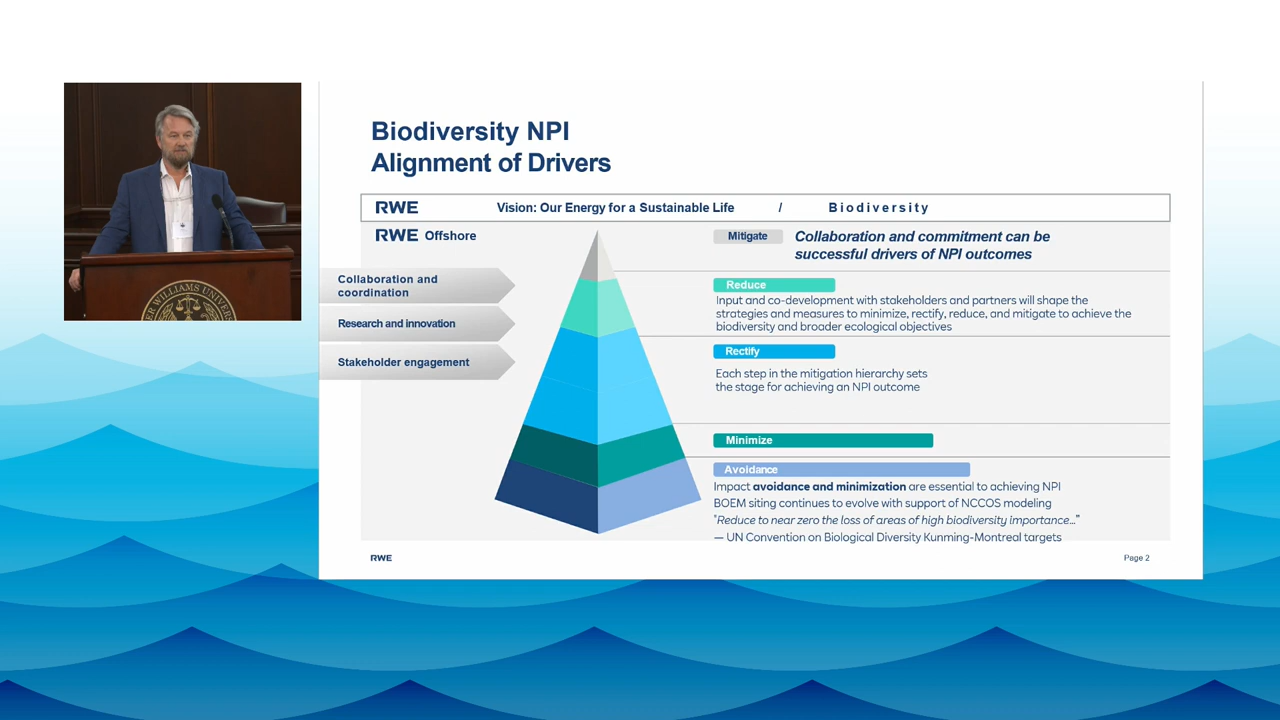 Biodiversity NPI
Alignment of Drivers
RWE Vision: Our Energy for a Sustainable Life / Biodiversity
RWE Offshore
Collaboration and
coordination
Research and innovation
Stakeholder engagement
Mitigate
Collaboration and commitment can be
successful drivers of NPI outcomes
Reduce
Input and co-development with stakeholders and partners will shape the
strategies and measures to minimize, rectify, reduce, and mitigate to achieve the
biodiversity and broader ecological objectives
Rectify
Each step in the mitigation hierarchy sets
the stage for achieving an NPI outcome
Minimize
Avoidance
Impact avoidance and minimization are essential to achieving NPI
BOEM siting continues to evolve with support of NCCOS modeling
"Reduce to near zero the loss of areas of high biodiversity importance…"
— UN Convention on Biological Diversity Kunming-Montreal targets
RWE
Page 2
WILLIAMS